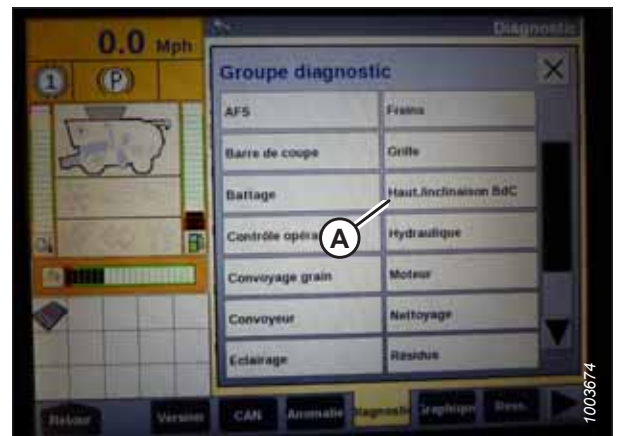 0.0 Mph
Diagnostic
1 (P)
Groupe diagnostic
AFS
Freins
Barre de coupe
Grille
Battage
Haut./inclinaison BdC
Contrôle opéra
A
Hydraulique
Convoyage grain
Moteur
Convoyeur
Nettoyage
Eclairage
Résidus
Retour
Version
CAN
Anomalie
Diagnostic
Graphique
Ress.
1003674